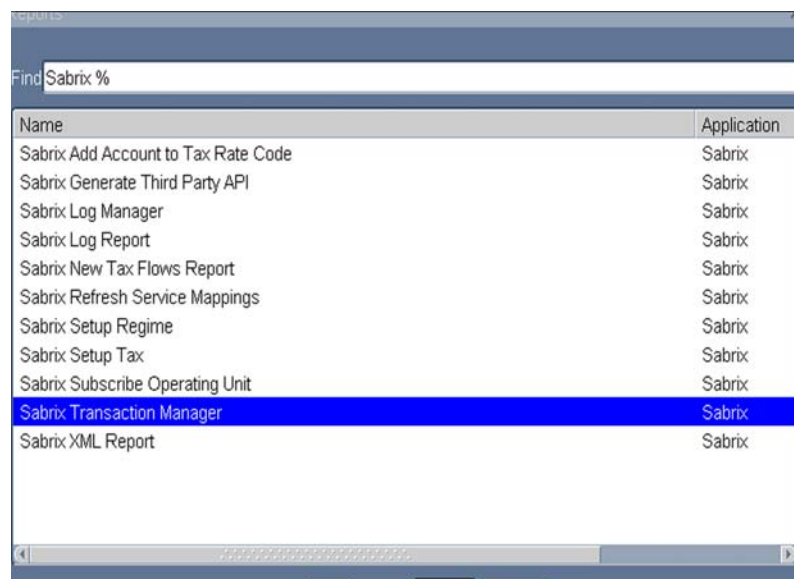 Reports
Find Sabrix %
Name Application
Sabrix Add Account to Tax Rate Code Sabrix
Sabrix Generate Third Party API Sabrix
Sabrix Log Manager Sabrix
Sabrix Log Report Sabrix
Sabrix New Tax Flows Report Sabrix
Sabrix Refresh Service Mappings Sabrix
Sabrix Setup Regime Sabrix
Sabrix Setup Tax Sabrix
Sabrix Subscribe Operating Unit Sabrix
Sabrix Transaction Manager Sabrix
Sabrix XML Report Sabrix